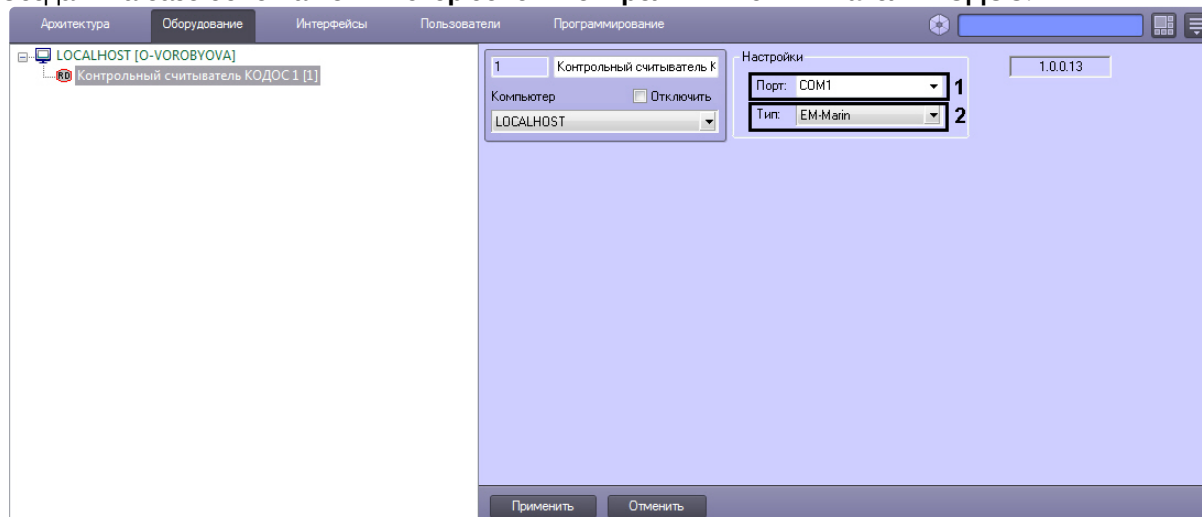 Архитектура Оборудование Интерфейсы Пользователи Программирование
LOCALHOST [O-VOROBYOVA]
RD Контрольный считыватель КОДОС 1 [1]
1 Контрольный считыватель К
Компьютер Отключить
LOCALHOST
Настройки
Порт: COM1 1
Тип: EM-Marin 2
1.0.0.13
Применить Отменить